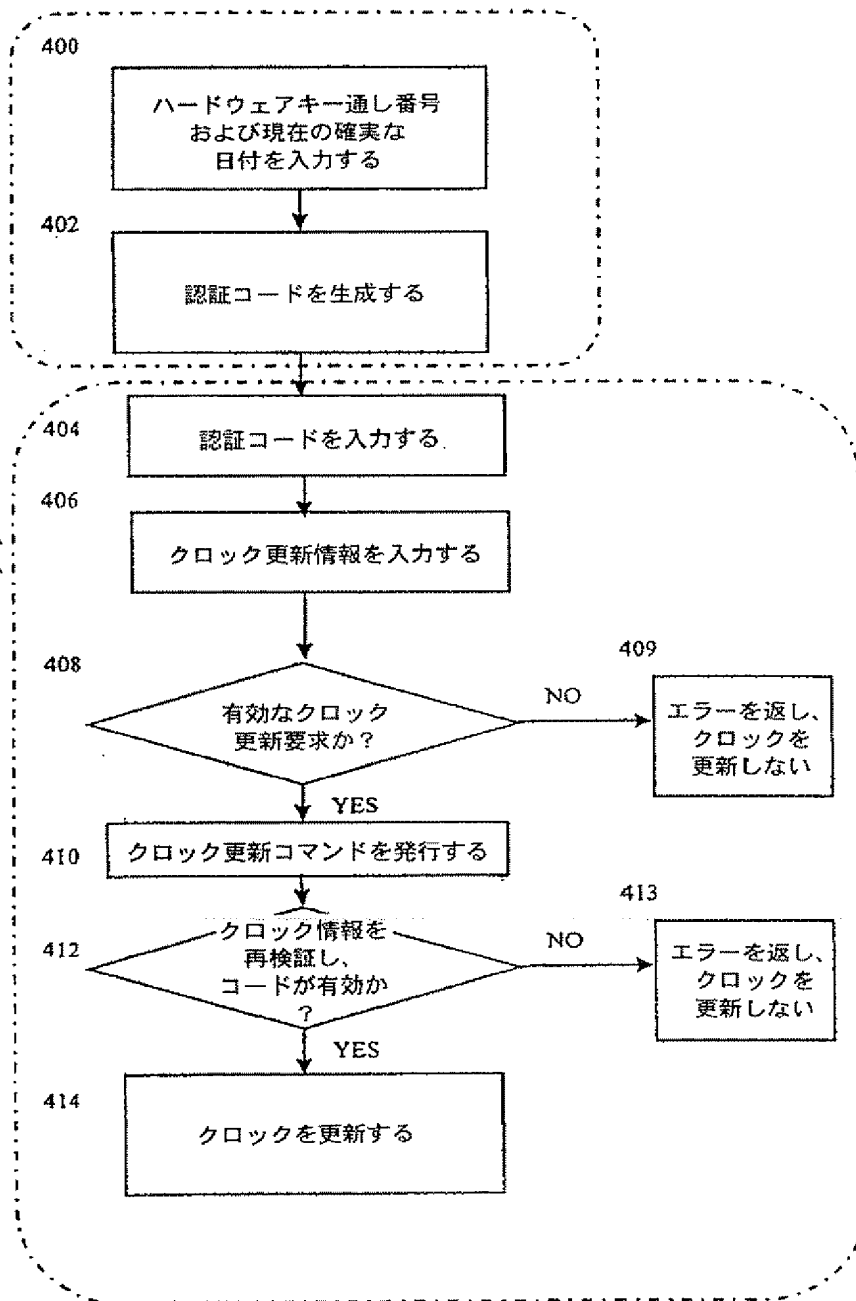 400
ハードウェアキー通し番号
および現在の確実な
日付を入力する
402
認証コードを生成する
404
認証コードを入力する
406
クロック更新情報を入力する
408
有効なクロック
更新要求か？
NO
409
エラーを返し、
クロックを
更新しない
YES
410
クロック更新コマンドを発行する
412
クロック情報を
再検証し、
コードが有効か
？
NO
413
エラーを返し、
クロックを
更新しない
YES
414
クロックを更新する